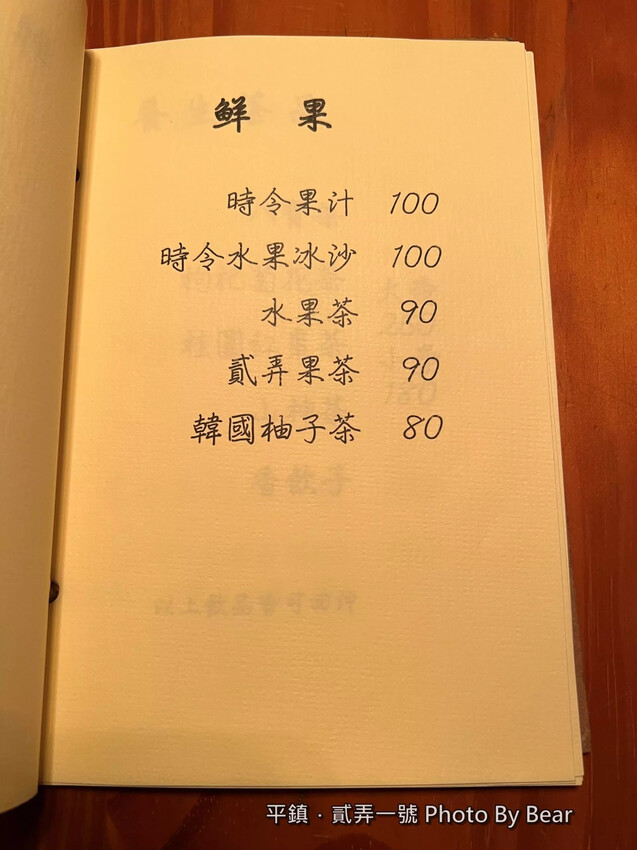 鮮 果
時令果汁 100
時令水果冰沙 100
水果茶 90
貳弄果茶 90
韓國柚子茶 80
平鎮·貳弄一號 Photo By Bear